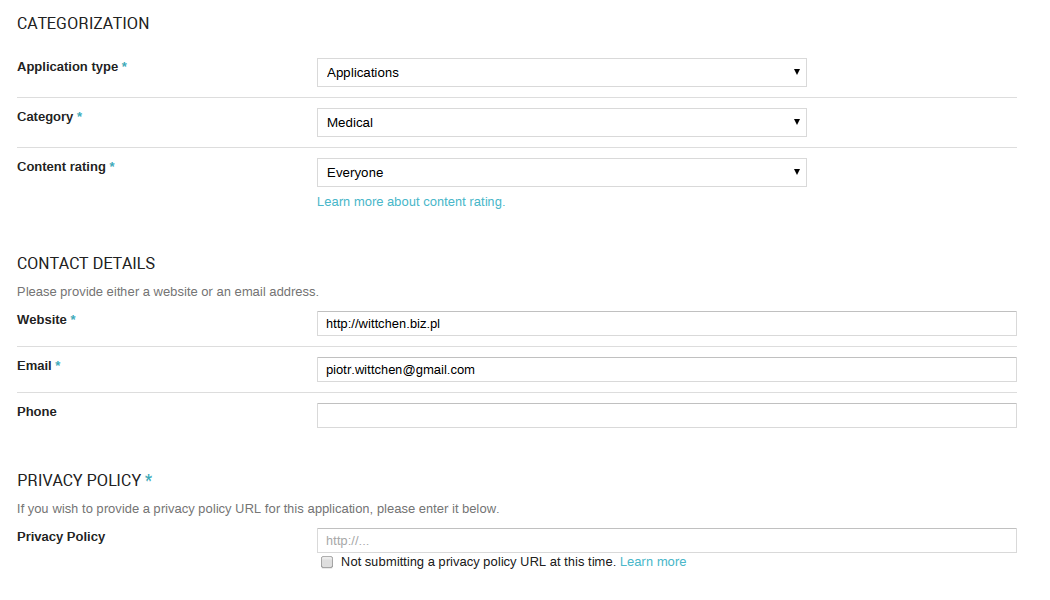 CATEGORIZATION
Application type *
Applications
Category *
Medical
Content rating *
Everyone
Learn more about content rating.
CONTACT DETAILS
Please provide either a website or an email address.
Website *
http://wittchen.biz.pl
Email *
piotr.wittchen@gmail.com
Phone
PRIVACY POLICY *
If you wish to provide a privacy policy URL for this application, please enter it below.
Privacy Policy
http://...
Not submitting a privacy policy URL at this time. Learn more